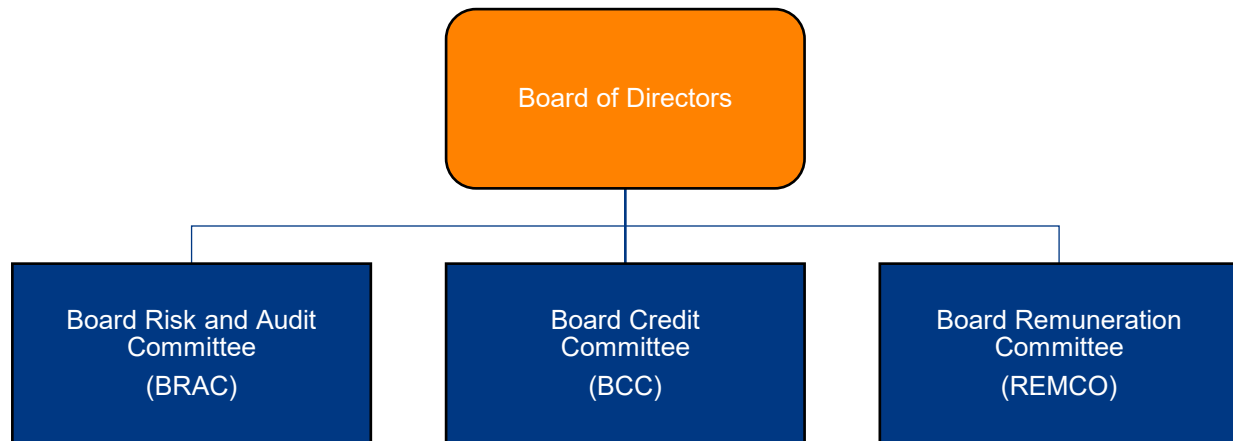 Board of Directors
Board Risk and Audit
Committee
(BRAC)
Board Credit
Committee
(BCC)
Board Remuneration
Committee
(REMCO)